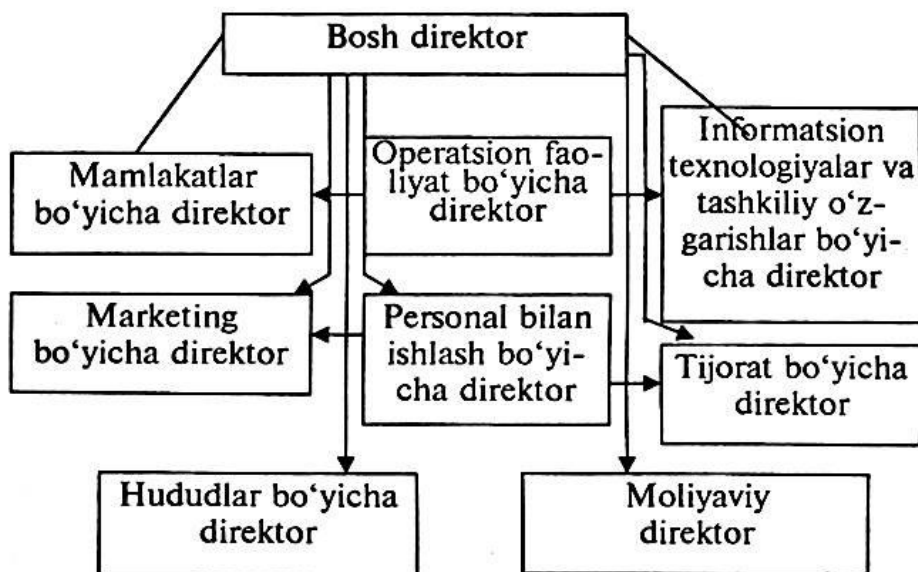 Bosh direktor
Mamlakatlar
bo‘yicha direktor
Operatsion fao-
liyat bo‘yicha
direktor
Informatsion
texnologiyalar va
tashkiliy o‘z-
garishlar bo‘yi-
cha direktor
Marketing
bo‘yicha direktor
Personal bilan
ishlash bo‘yi-
cha direktor
Tijorat bo‘yicha
direktor
Hududlar bo‘yicha
direktor
Moliyaviy
direktor